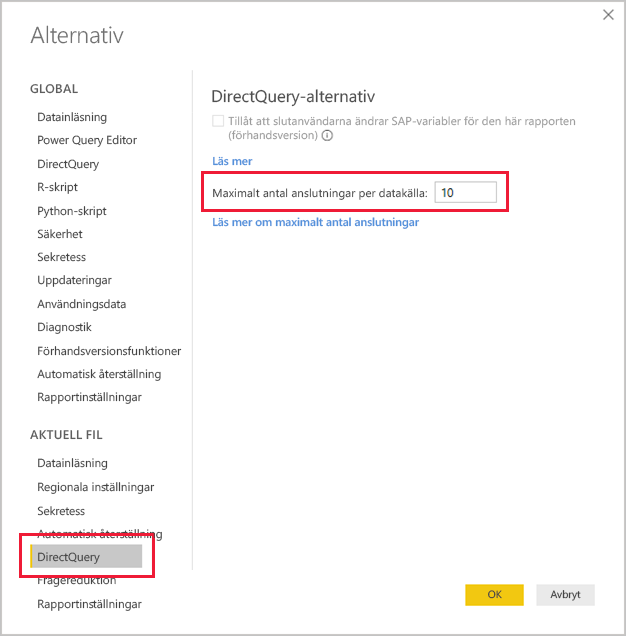 Alternativ
GLOBAL
Datainläsning
Power Query Editor
DirectQuery
R-skript
Python-skript
Säkerhet
Sekretess
Uppdateringar
Användningsdata
Diagnostik
Förhandsversionsfunktioner
Automatisk återställning
Rapportinställningar
AKTUELL FIL
Datainläsning
Regionala inställningar
Sekretess
Automatisk återställning
DirectQuery
Frågereduktion
Rapportinställningar
DirectQuery-alternativ
Tillåt att slutanvändarna ändrar SAP-variabler för den här rapporten
(förhandsversion)
Läs mer
Maximalt antal anslutningar per datakälla: 10
Läs mer om maximalt antal anslutningar
OK Avbryt